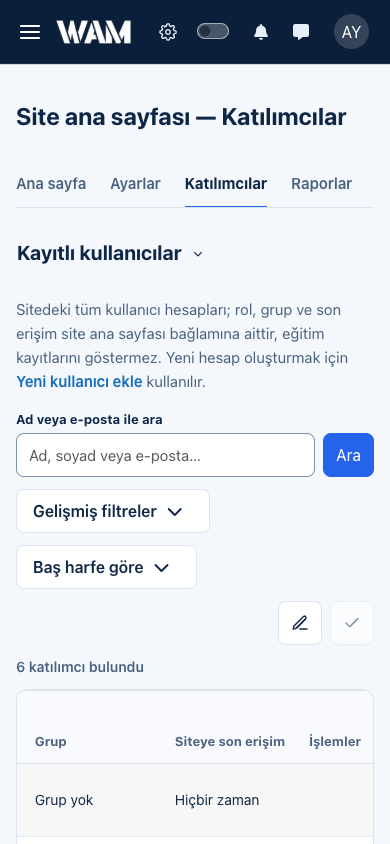 WAM
AY
Site ana sayfası — Katılımcılar
Ana sayfa Ayarlar Katılımcılar Raporlar
Kayıtlı kullanıcılar
Sitedeki tüm kullanıcı hesapları; rol, grup ve son
erişim site ana sayfası bağlamına aittir, eğitim
kayıtlarını göstermez. Yeni hesap oluşturmak için
Yeni kullanıcı ekle kullanılır.
Ad veya e-posta ile ara
Ad, soyad veya e-posta...
Ara
Gelişmiş filtreler
Baş harfe göre
6 katılımcı bulundu
Grup Siteye son erişim İşlemler
Grup yok Hiçbir zaman